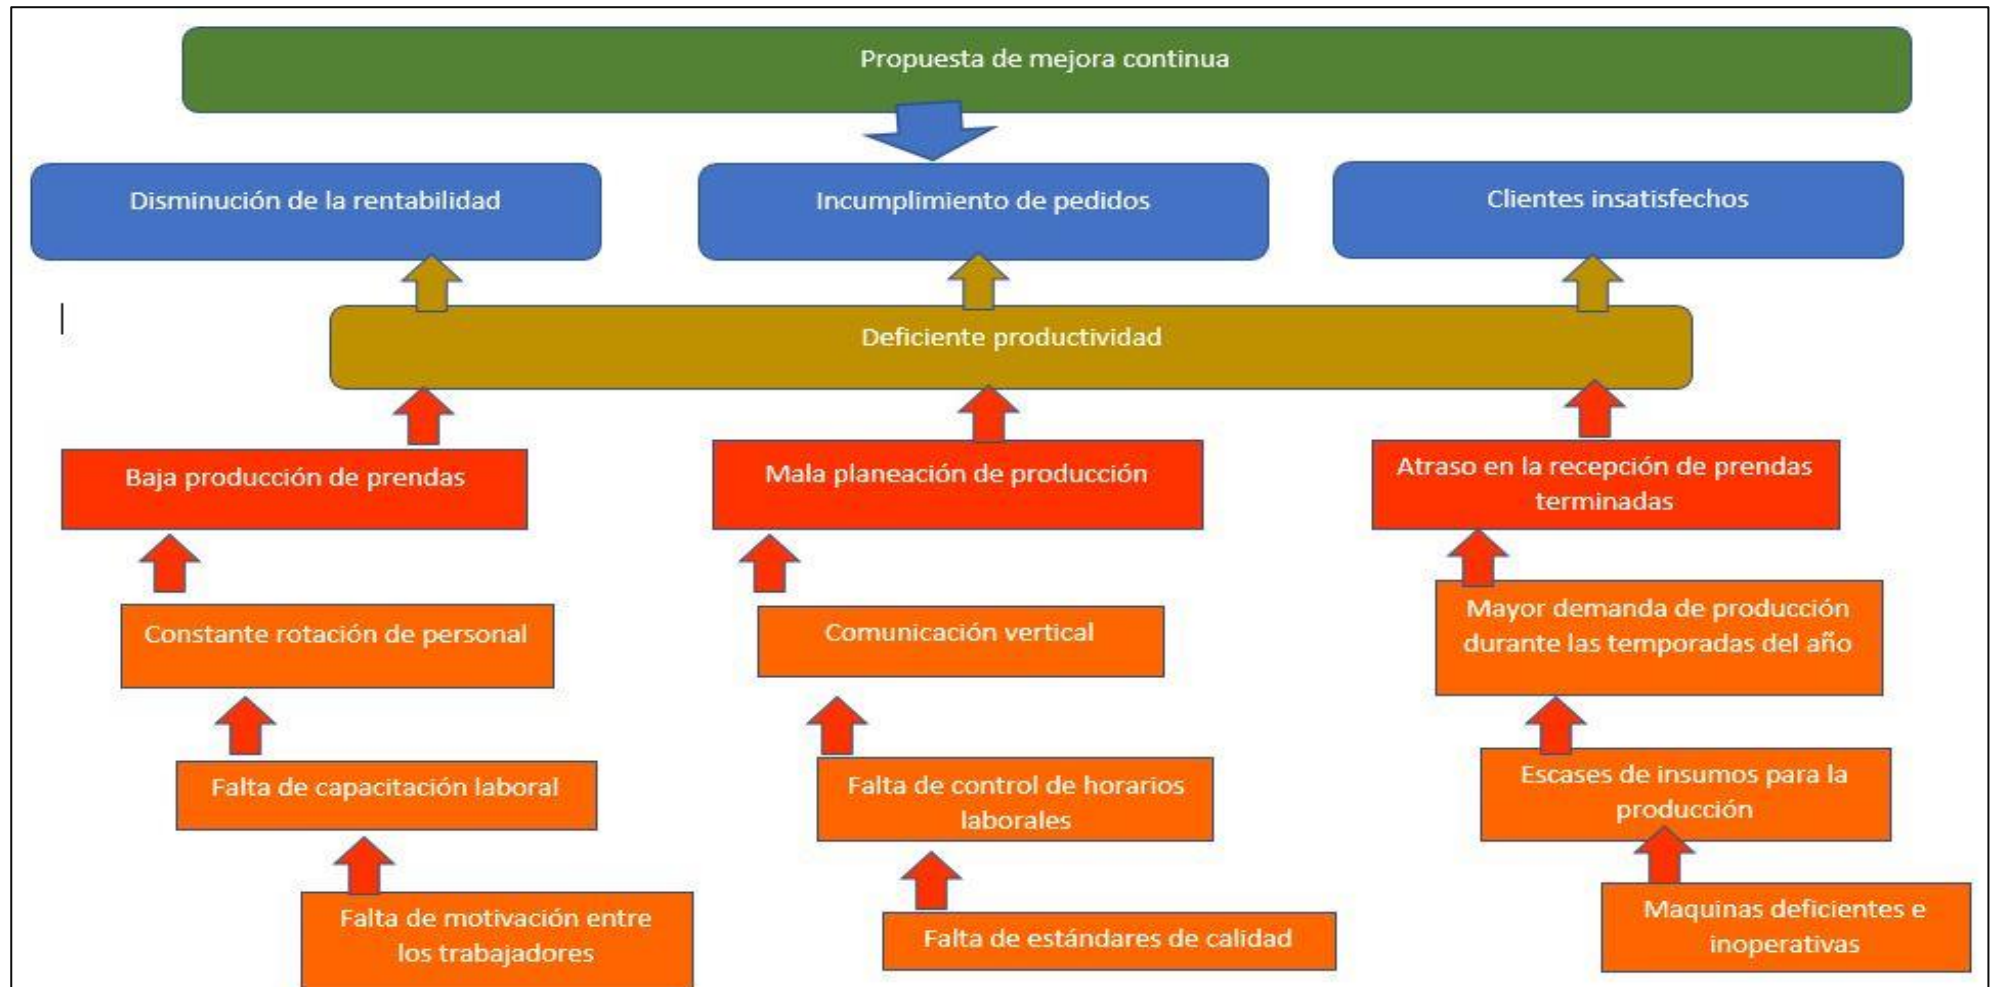 Propuesta de mejora continua
Disminución de la rentabilidad
Incumplimiento de pedidos
Clientes insatisfechos
Deficiente productividad
Baja producción de prendas
Mala planeación de producción
Atraso en la recepción de prendas
terminadas
Constante rotación de personal
Comunicación vertical
Mayor demanda de producción
durante las temporadas del año
Falta de capacitación laboral
Falta de control de horarios
laborales
Escases de insumos para la
producción
Falta de motivación entre
los trabajadores
Falta de estándares de calidad
Maquinas deficientes e
inoperativas